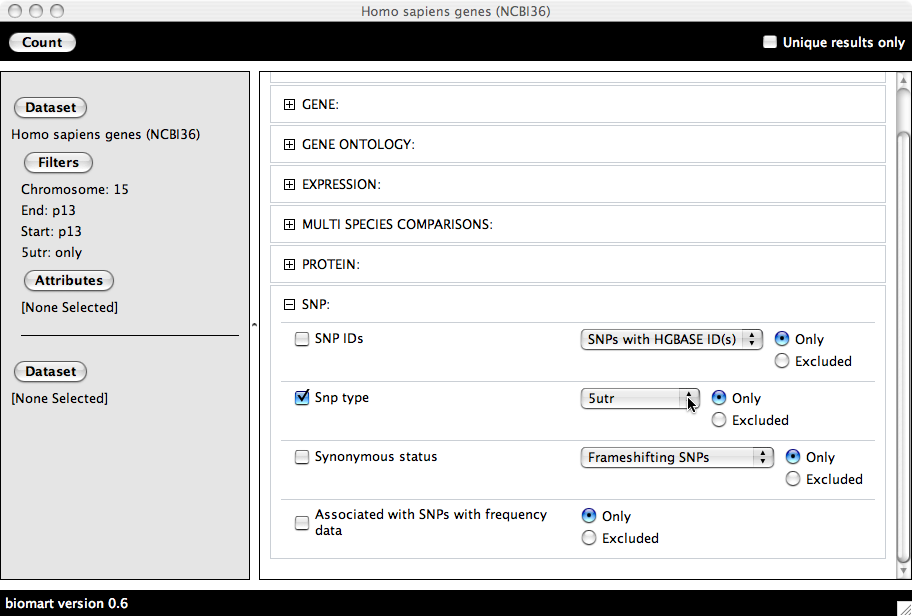 Homo sapiens genes (NCBI36)
Count
Unique results only
Dataset
Homo sapiens genes (NCBI36)
Filters
Chromosome: 15
End: p13
Start: p13
5utr: only
Attributes
[None Selected]
Dataset
[None Selected]
GENE:
GENE ONTOLOGY:
EXPRESSION:
MULTI SPECIES COMPARISONS:
PROTEIN:
SNP:
SNP IDs
SNPs with HGBASE ID(s)
Only
Excluded
Snp type
5utr
Only
Excluded
Synonymous status
Frameshifting SNPs
Only
Excluded
Associated with SNPs with frequency
data
Only
Excluded
biomart version 0.6